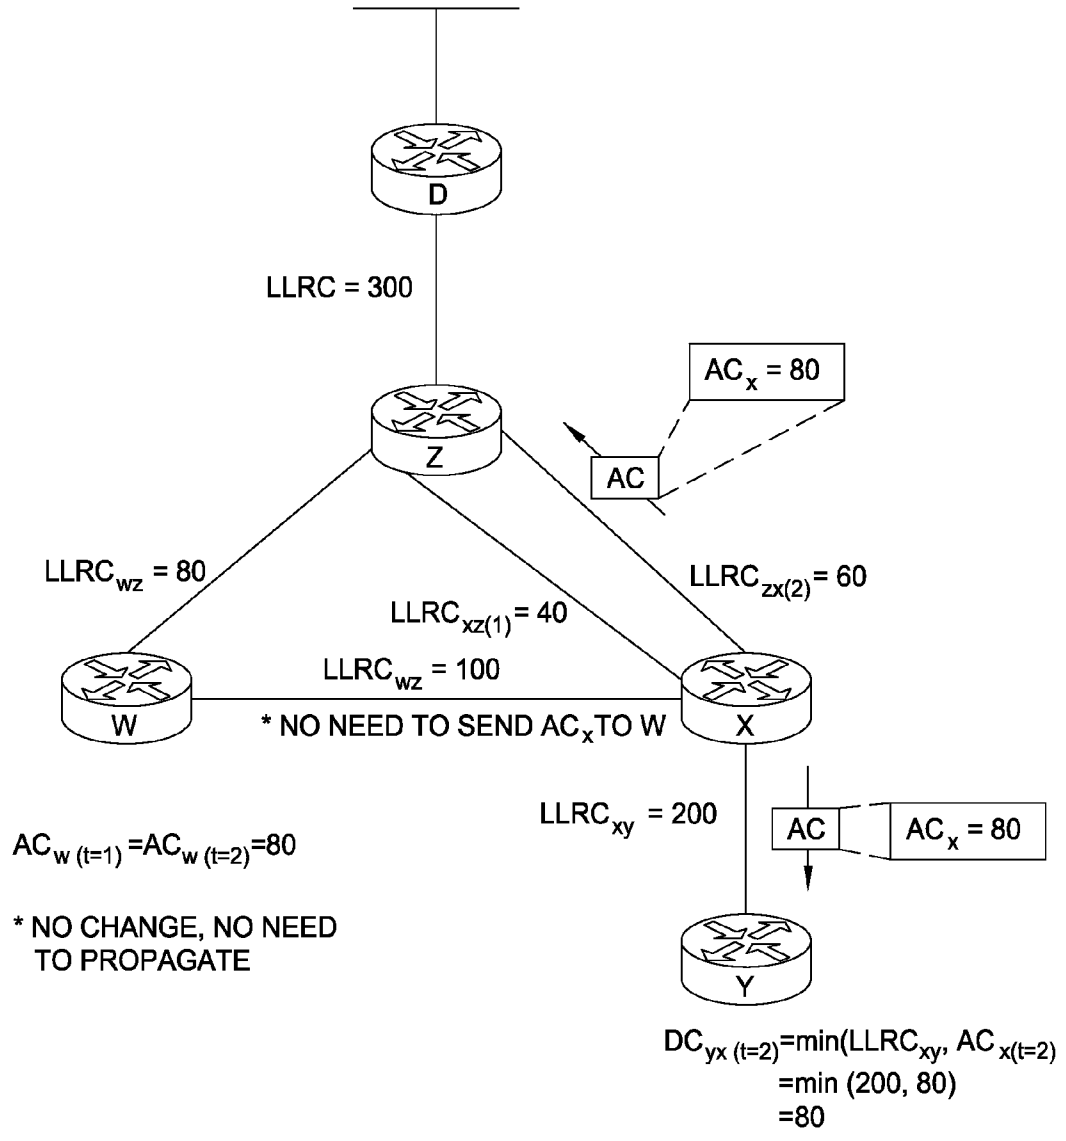 D
LLRC = 300
AC_x = 80
AC
Z
LLRC_wz = 80
LLRC_zx(2) = 60
LLRC_xz(1) = 40
LLRC_wz = 100
W
X
* NO NEED TO SEND AC_x TO W
LLRC_xy = 200
AC
AC_x = 80
AC_w (t=1) =AC_w (t=2)=80
* NO CHANGE, NO NEED
TO PROPAGATE
Y
DC_yx (t=2)=min(LLRC_xy, AC_x(t=2)
=min (200, 80)
=80